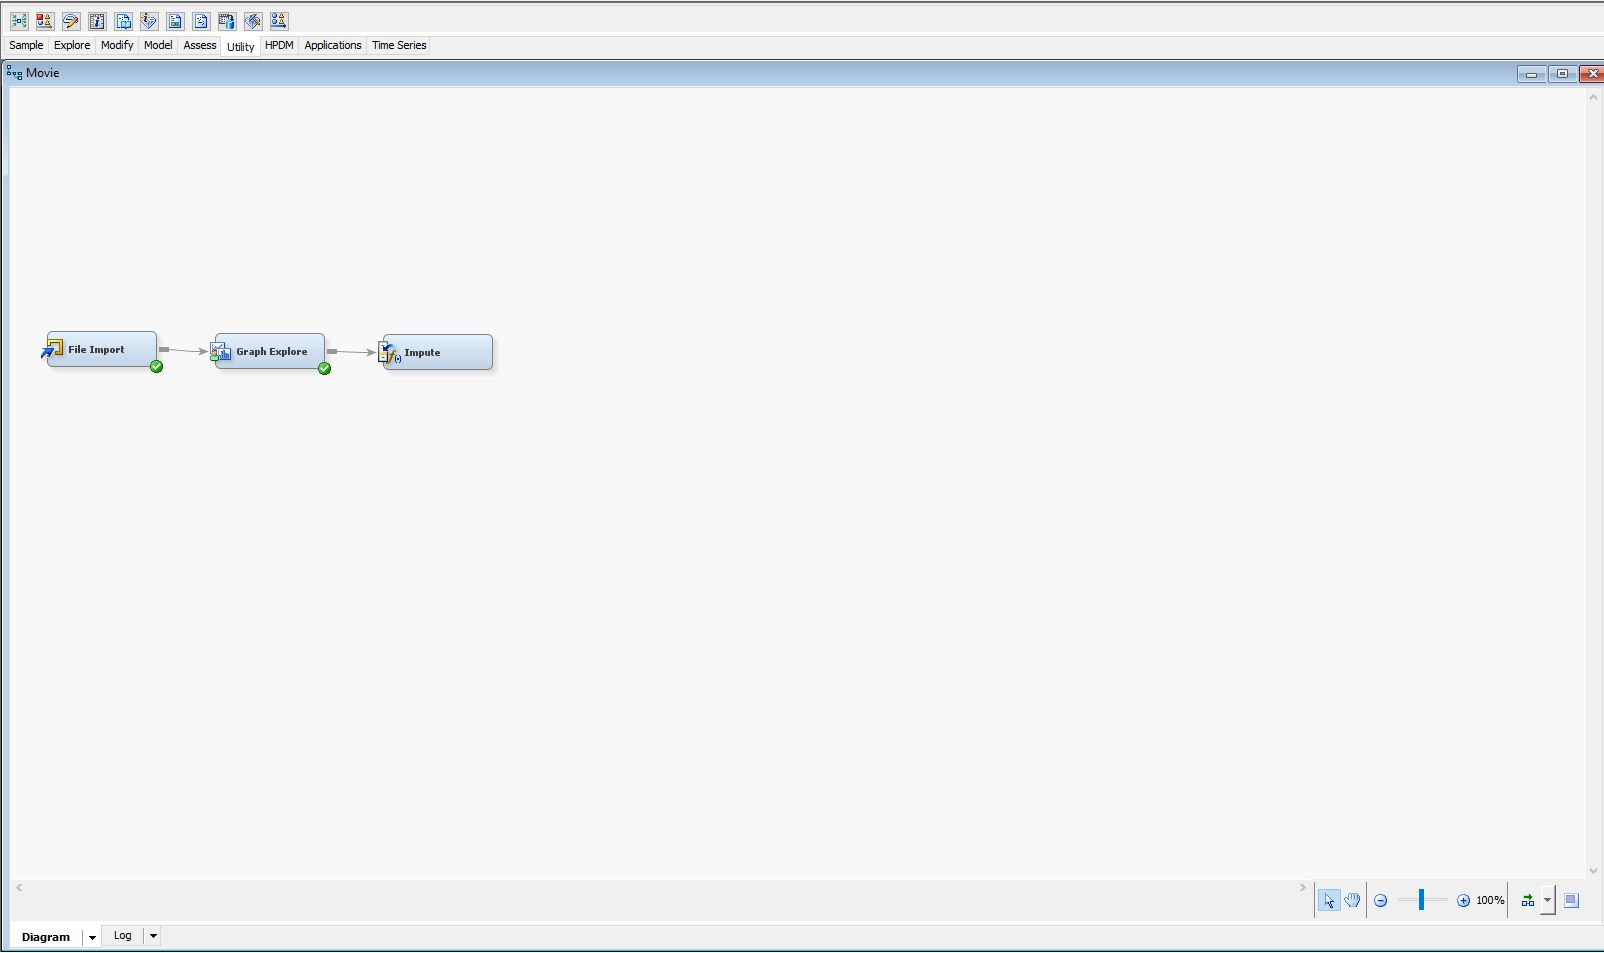 Sample Explore Modify Model Assess Utility HPDM Applications Time Series
Movie
File Import
Graph Explore
Impute
100%
Diagram Log